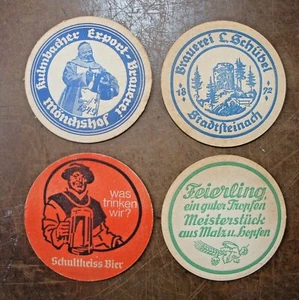 Kulmbacher Export-Brauerei
Mönchshof
Brauerei L. Schübel
18 72
Stadtsteinach
was
trinken
wir?
Schultheiss Bier
Feierling
ein guter Tropfen
Meisterstück
aus Malz u. Hopfen